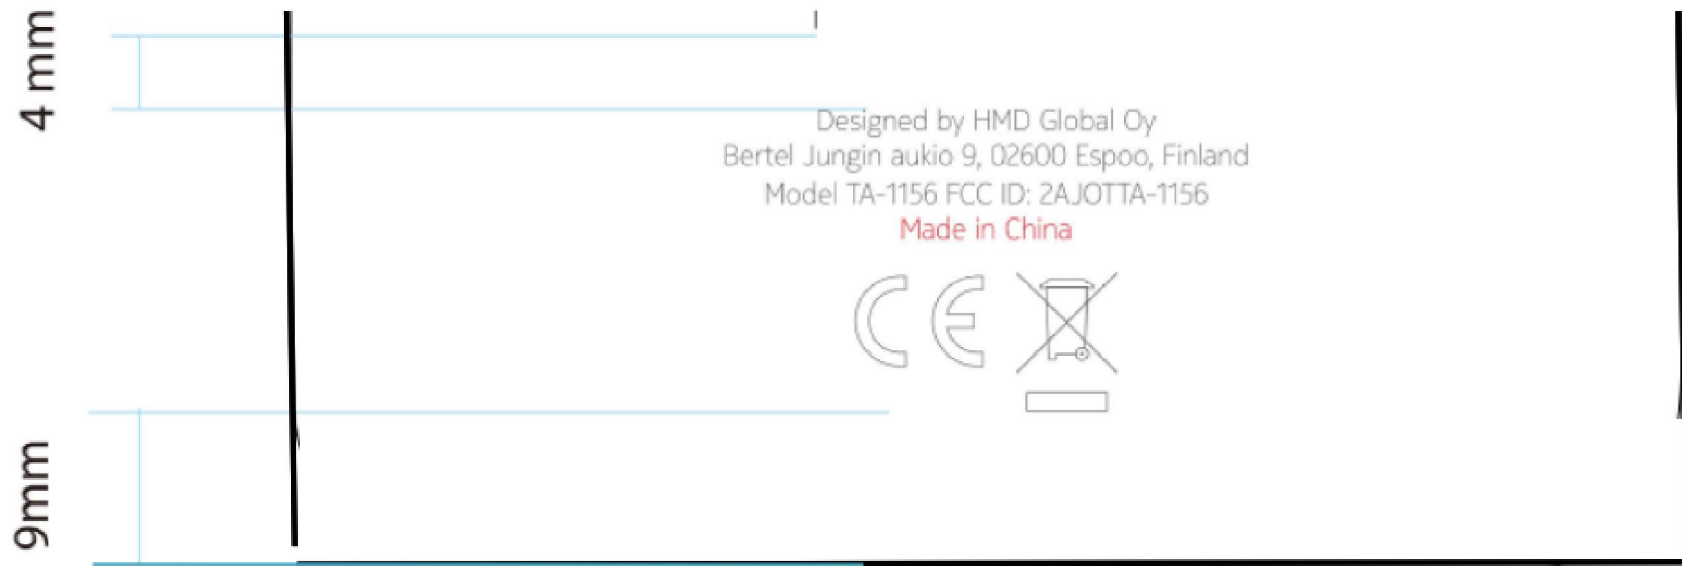 4 mm
Designed by HMD Global Oy
Bertel Jungin aukio 9, 02600 Espoo, Finland
Model TA-1156 FCC ID: 2AJOTTA-1156
Made in China
CE
9mm